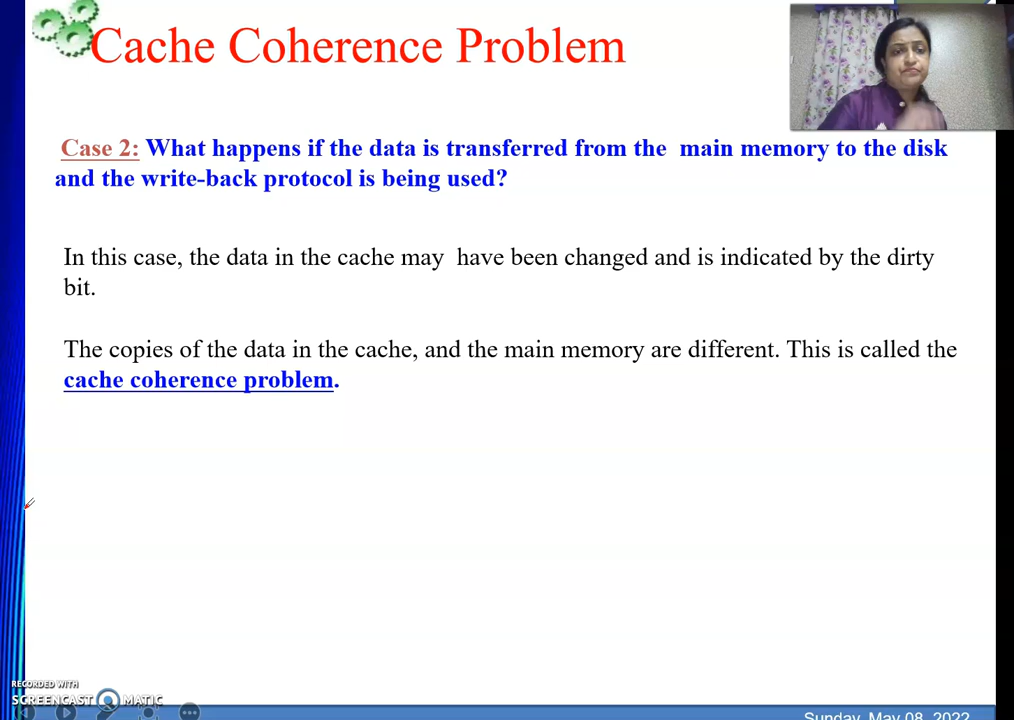 Cache Coherence Problem
Case 2: What happens if the data is transferred from the main memory to the disk
and the write-back protocol is being used?
In this case, the data in the cache may have been changed and is indicated by the dirty
bit.
The copies of the data in the cache, and the main memory are different. This is called the
cache coherence problem.
RECORDED WITH
SCREENCAST MATIC
Sunday, May 08, 2022